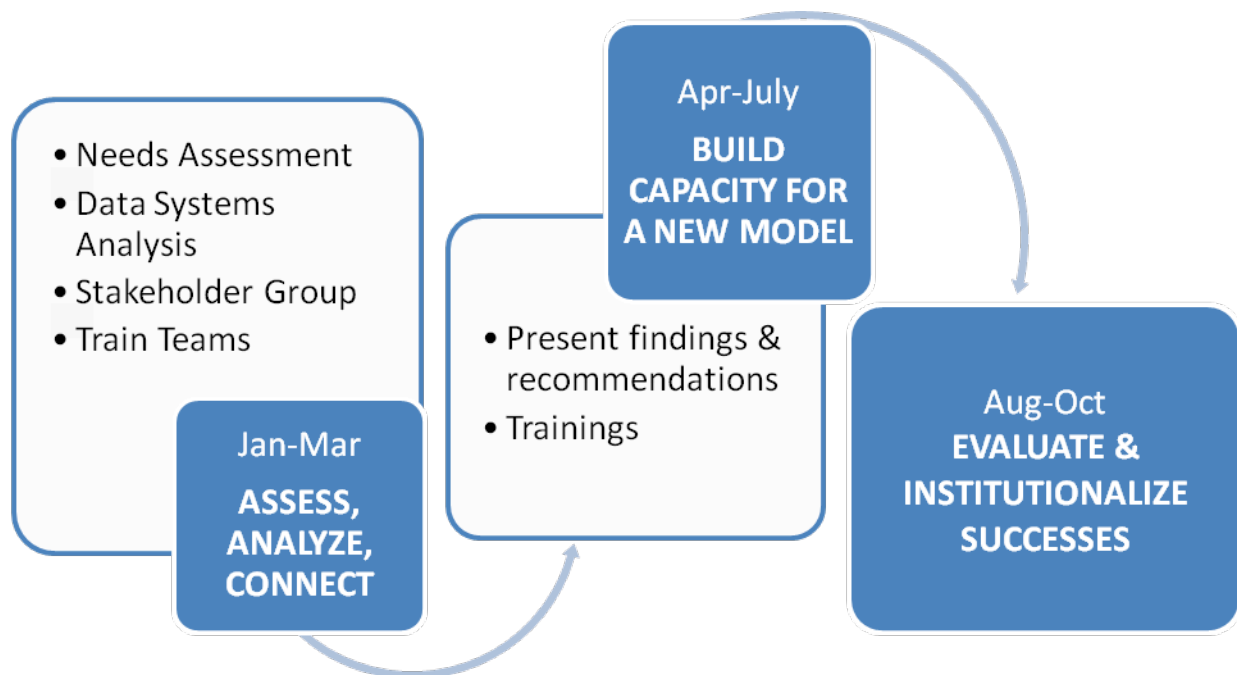 • Needs Assessment
• Data Systems
Analysis
• Stakeholder Group
• Train Teams
Jan-Mar
ASSESS,
ANALYZE,
CONNECT
Apr-July
BUILD
CAPACITY FOR
A NEW MODEL
• Present findings &
recommendations
• Trainings
Aug-Oct
EVALUATE &
INSTITUTIONALIZE
SUCCESSES